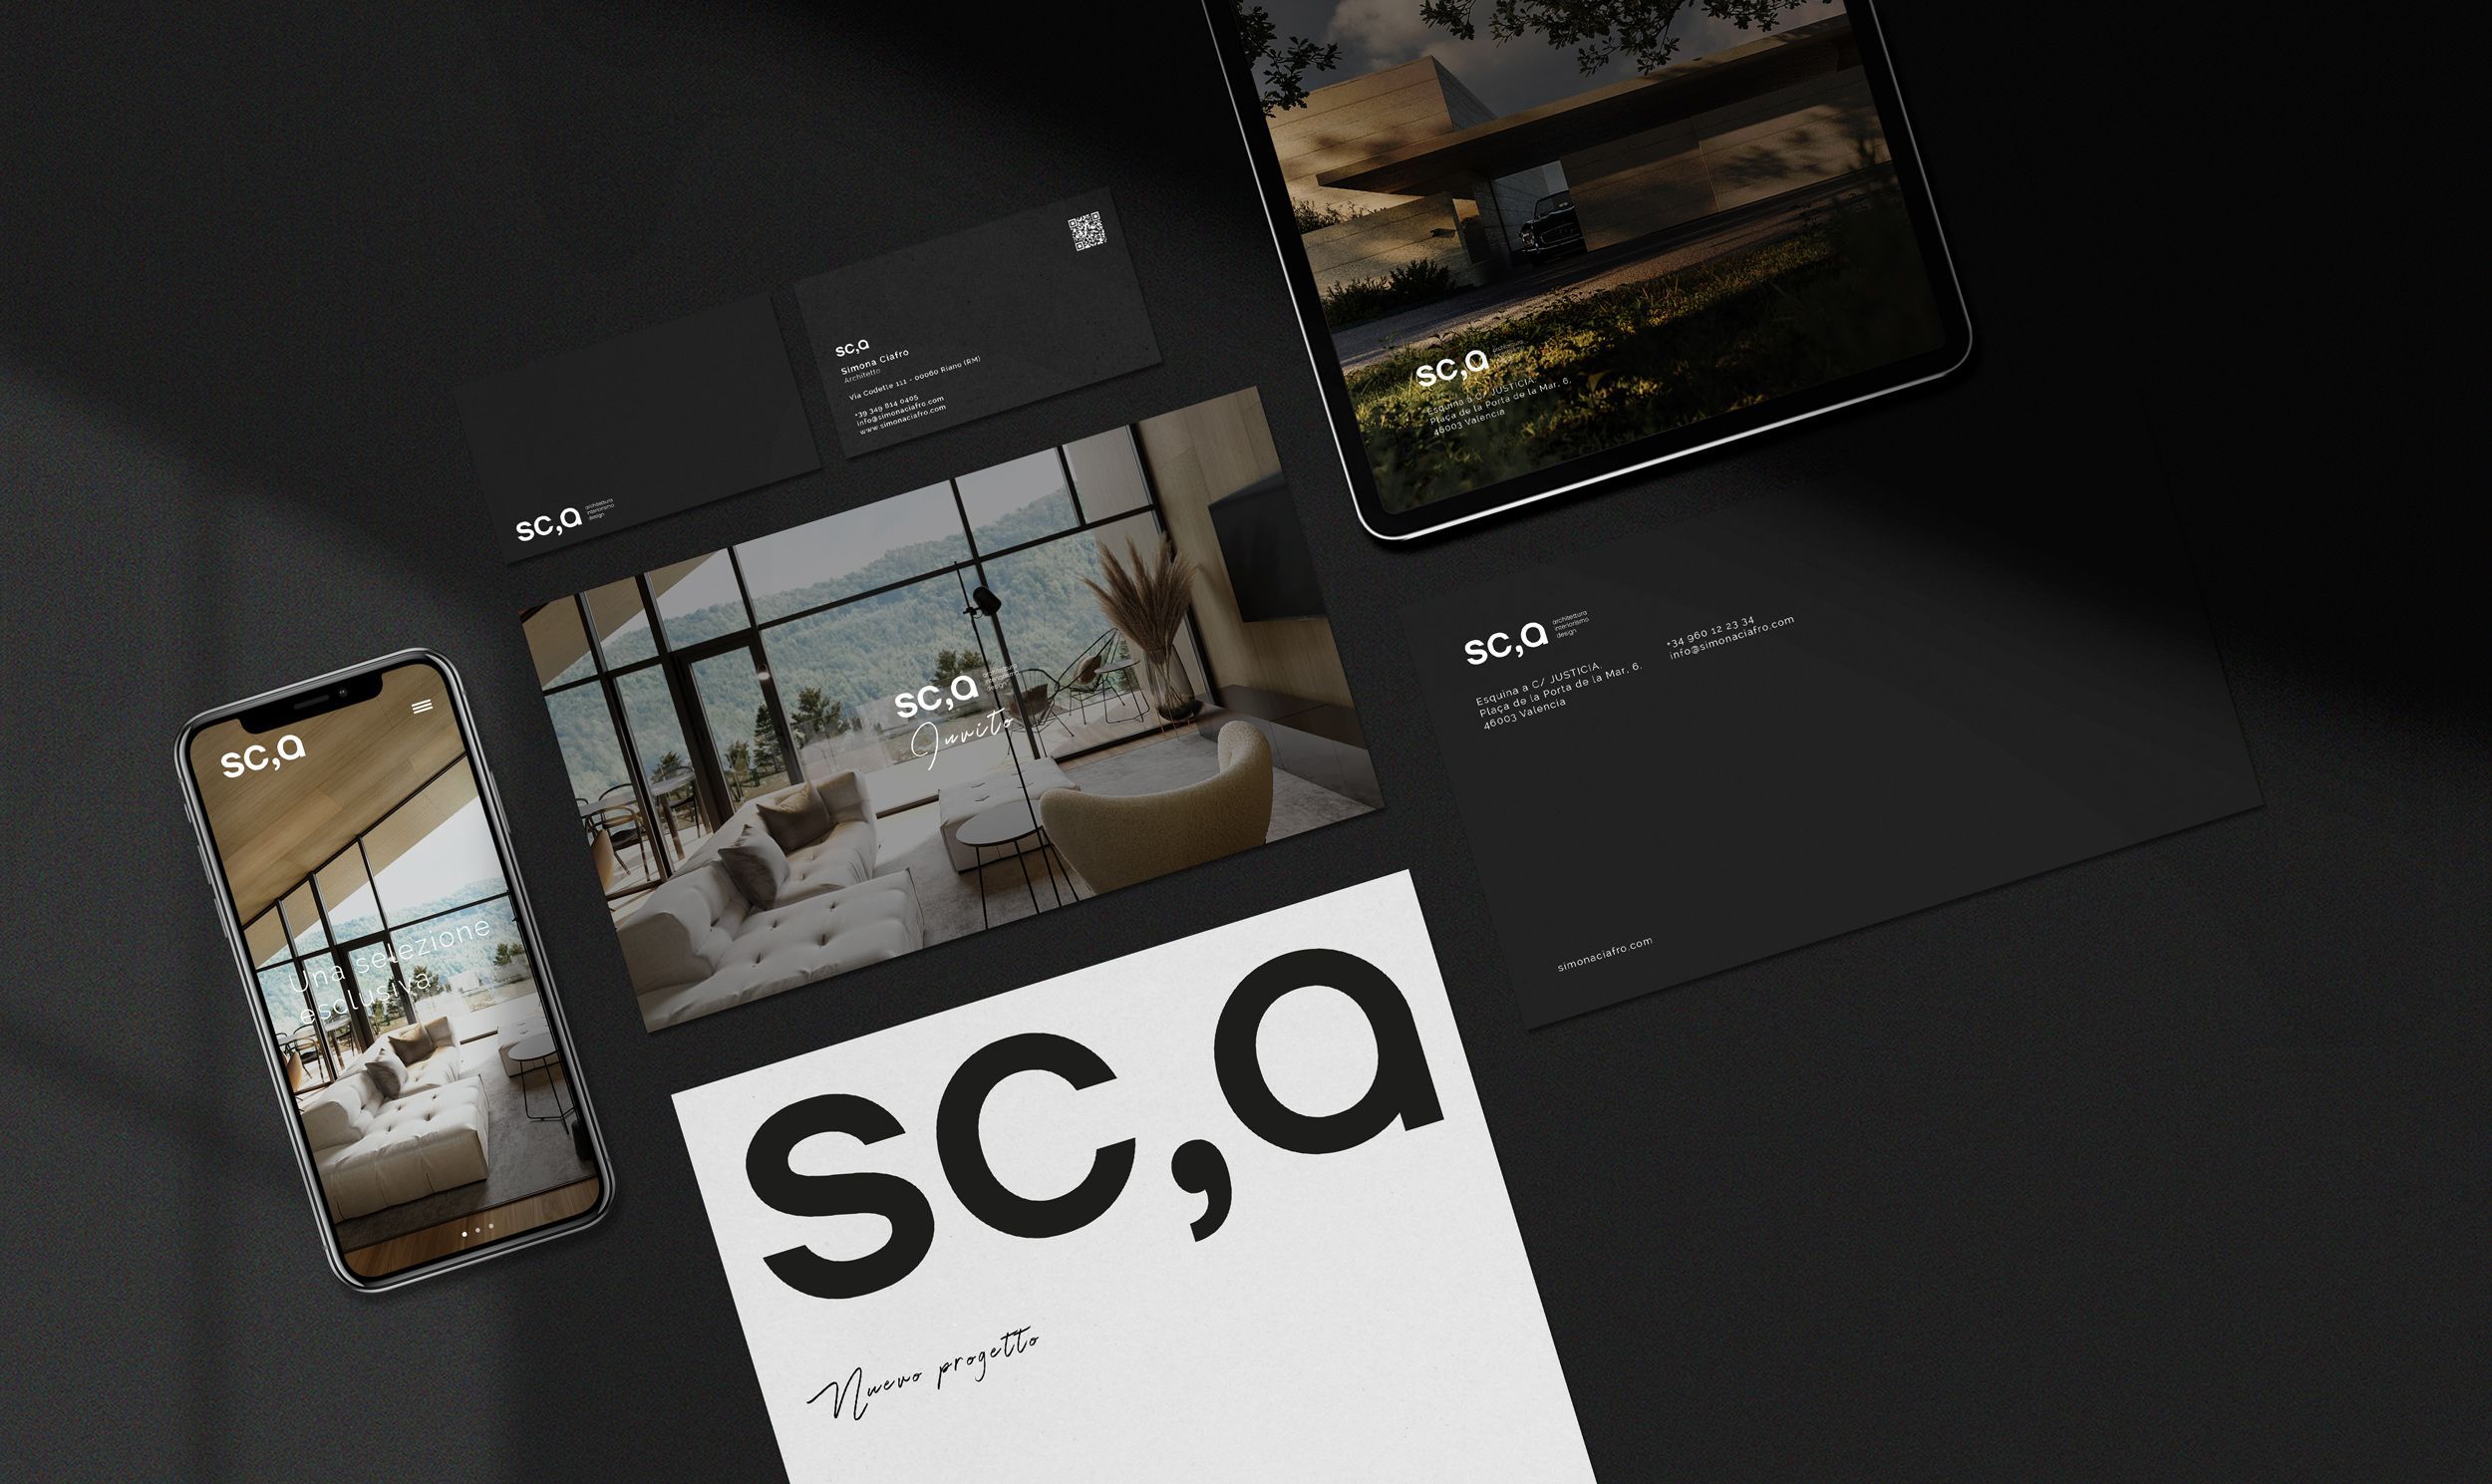 sc,a
Simona Ciafro
Architetto
Via Codette 111 - 00060 Riano (RM)
+39 349 814 0405
info@simonaciafro.com
www.simonaciafro.com
sc,a
architettura
interiorismo
design
sc,a
architettura
interiorismo
design
Esquina a C/ JUSTICIA,
Plaça de la Porta de la Mar, 6,
46003 Valencia
sc,a
architettura
interiorismo
design
Invito
sc,a
architettura
interiorismo
design
Esquina a C/ JUSTICIA,
Plaça de la Porta de la Mar, 6,
46003 Valencia
+34 960 12 23 34
info@simonaciafro.com
simonaciafro.com
sc,a
Una selezione
esclusiva
sc,a
Nuevo progetto